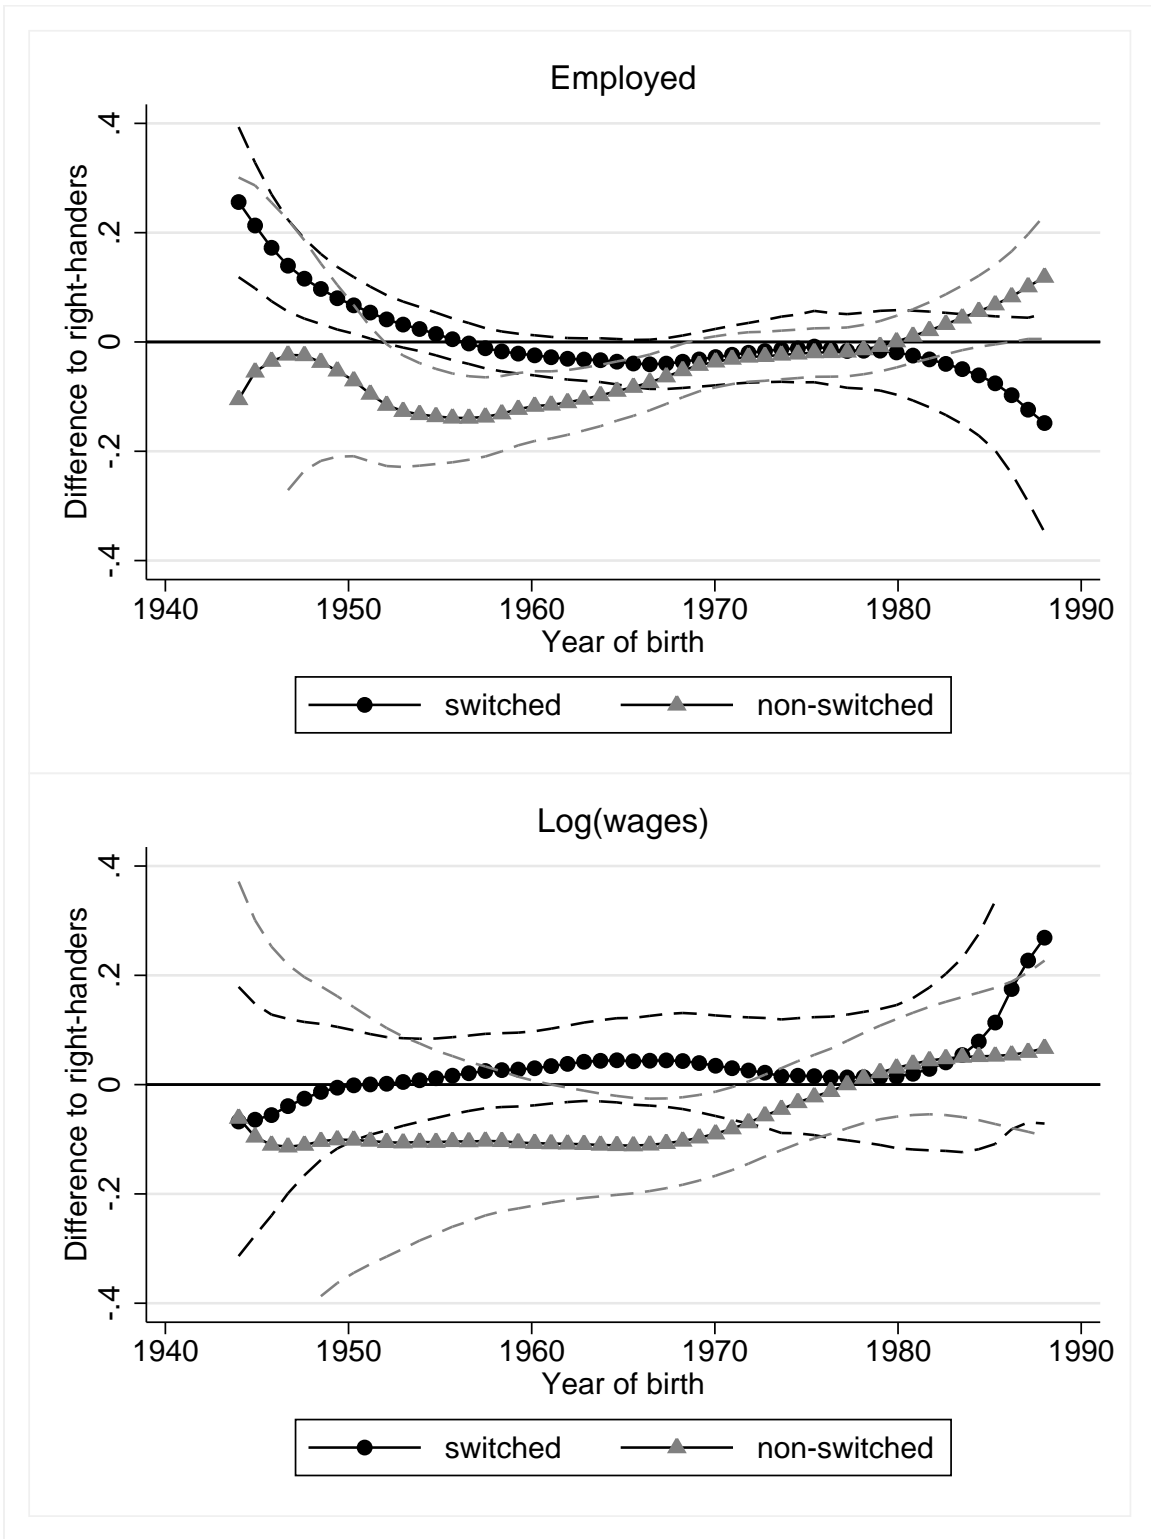 Employed
Difference to right-handers
.4
.2
0
-.2
-.4
1940 1950 1960 1970 1980 1990
Year of birth
switched non-switched
Log(wages)
Difference to right-handers
.4
.2
0
-.2
-.4
1940 1950 1960 1970 1980 1990
Year of birth
switched non-switched